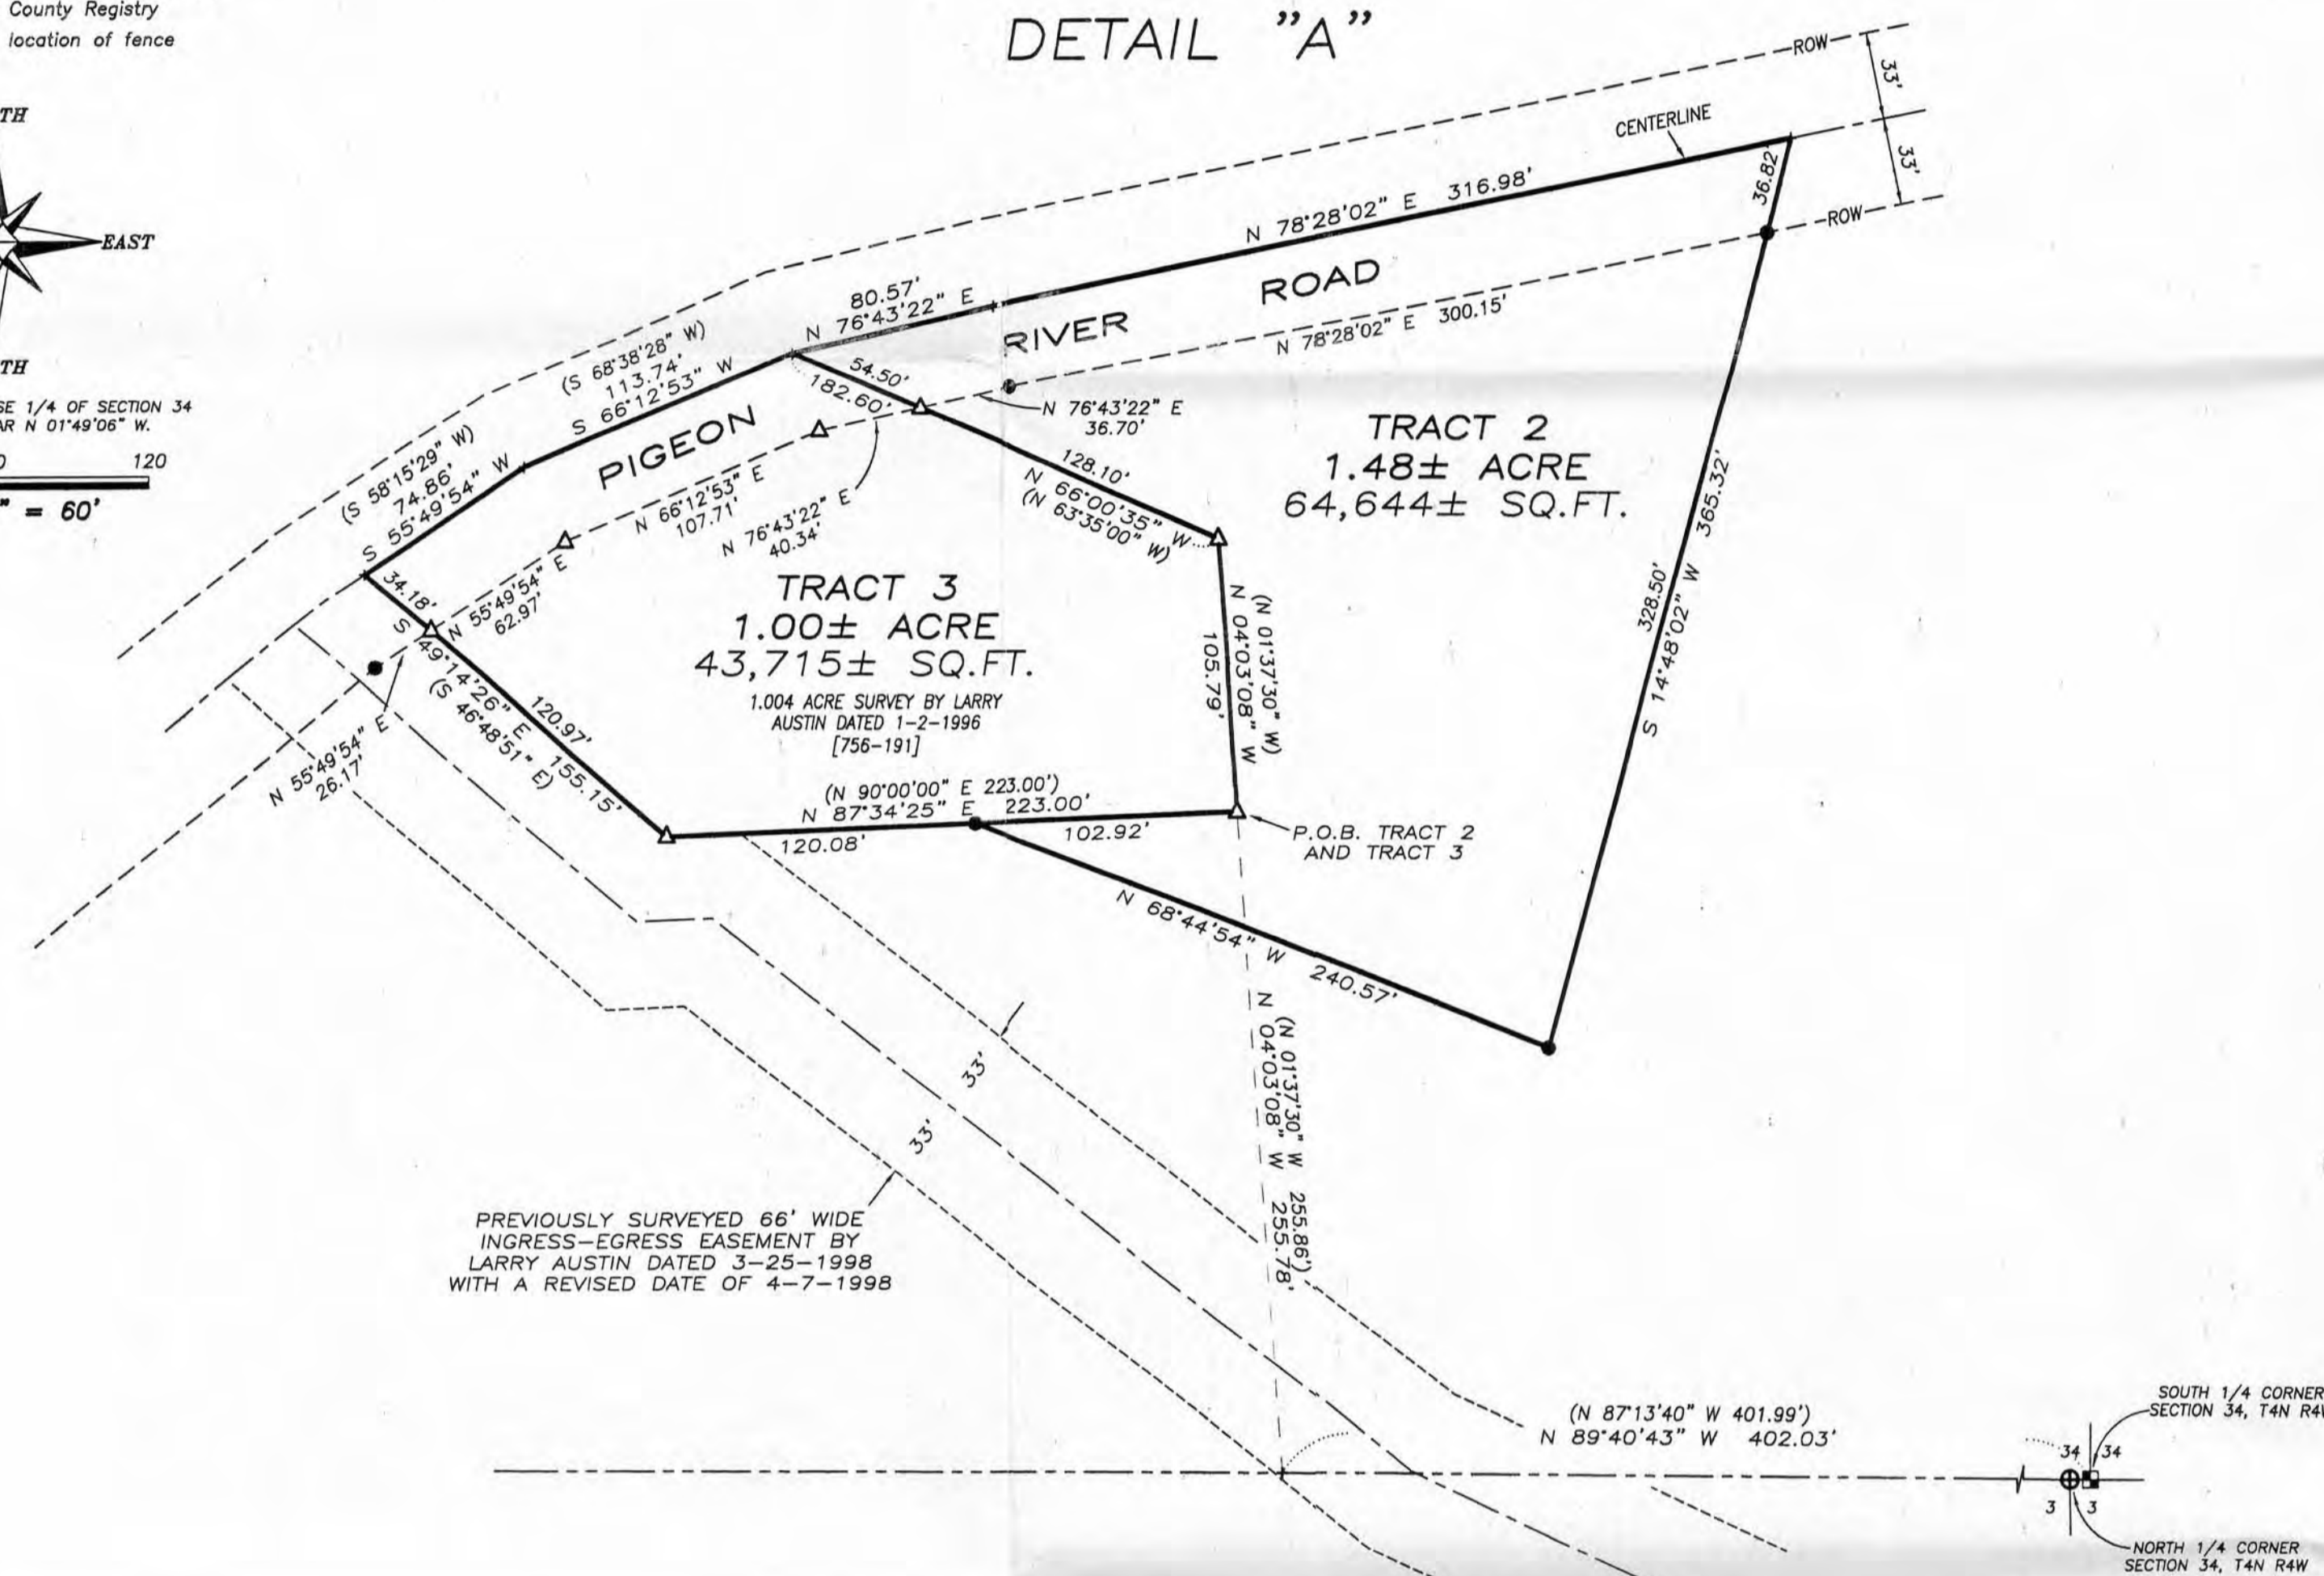 County Registry
location of fence
DETAIL "A"
TH
EAST
TH
SE 1/4 OF SECTION 34
AR N 01°49'06" W.
0 120
" = 60'
ROW
33'
CENTERLINE
33'
ROW
36.82'
N 78°28'02" E 316.98'
80.57'
N 76°43'22" E
(S 68°38'28" W)
113.74'
S 66°12'53" W
(S 58°15'29" W)
74.86'
S 55°49'54" W
PIGEON RIVER ROAD
N 78°28'02" E 300.15'
54.50'
182.60'
N 76°43'22" E
36.70'
128.10'
N 66°00'35" W
(N 63°35'00" W)
N 66°12'53" E
107.71'
N 76°43'22" E
40.34'
N 55°49'54" E
62.97'
34.18'
TRACT 2
1.48± ACRE
64,644± SQ.FT.
328.50'
S 14°48'02" W 365.32'
TRACT 3
1.00± ACRE
43,715± SQ.FT.
1.004 ACRE SURVEY BY LARRY
AUSTIN DATED 1-2-1996
[756-191]
(N 01°37'30" W)
N 04°03'08" W
105.79'
120.97'
S 49°14'26" E 155.15'
(S 46°48'51" E)
N 55°49'54" E
26.17'
(N 90°00'00" E 223.00')
N 87°34'25" E 223.00'
120.08'
102.92'
P.O.B. TRACT 2
AND TRACT 3
N 68°44'54" W 240.57'
(N 01°37'30" W 255.86')
N 04°03'08" W 255.78'
33'
33'
PREVIOUSLY SURVEYED 66' WIDE
INGRESS-EGRESS EASEMENT BY
LARRY AUSTIN DATED 3-25-1998
WITH A REVISED DATE OF 4-7-1998
(N 87°13'40" W 401.99')
N 89°40'43" W 402.03'
SOUTH 1/4 CORNER
SECTION 34, T4N R4W
34 34
3 3
NORTH 1/4 CORNER
SECTION 34, T4N R4W